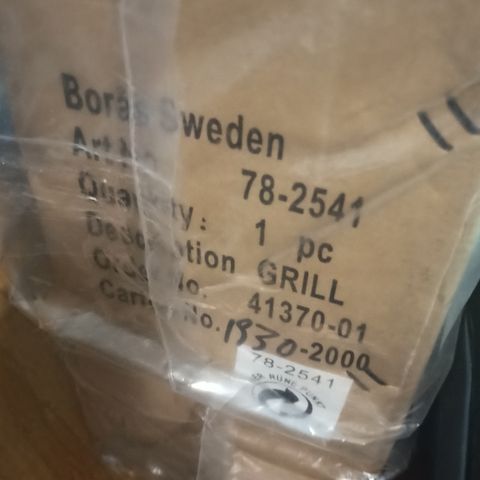 Borås Sweden
Art.No. 78-2541
Quantity: 1 pc
Description GRILL
Order No. 41370-01
No. 1930-2000
78-2541